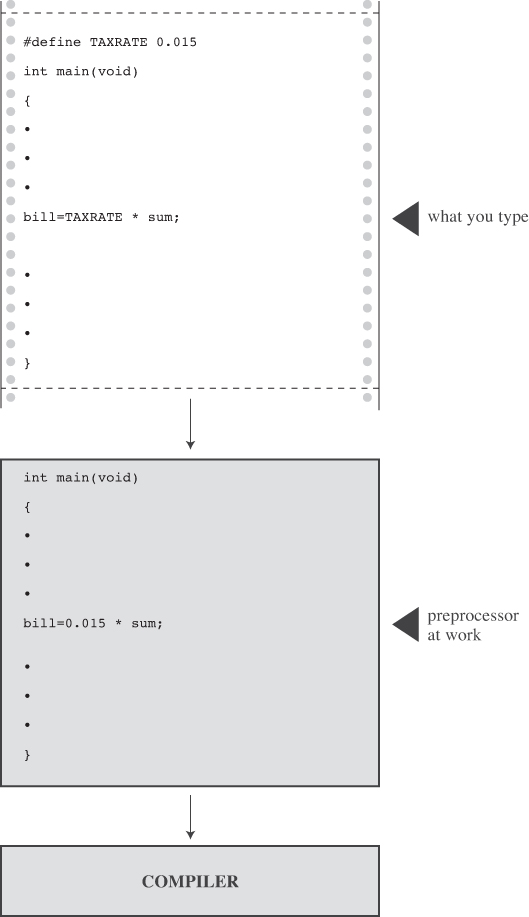 #define TAXRATE 0.015
int main(void)
{
•
•
•
bill=TAXRATE * sum;
what you type
•
•
•
}
int main(void)
{
•
•
•
bill=0.015 * sum;
preprocessor
at work
•
•
•
}
COMPILER